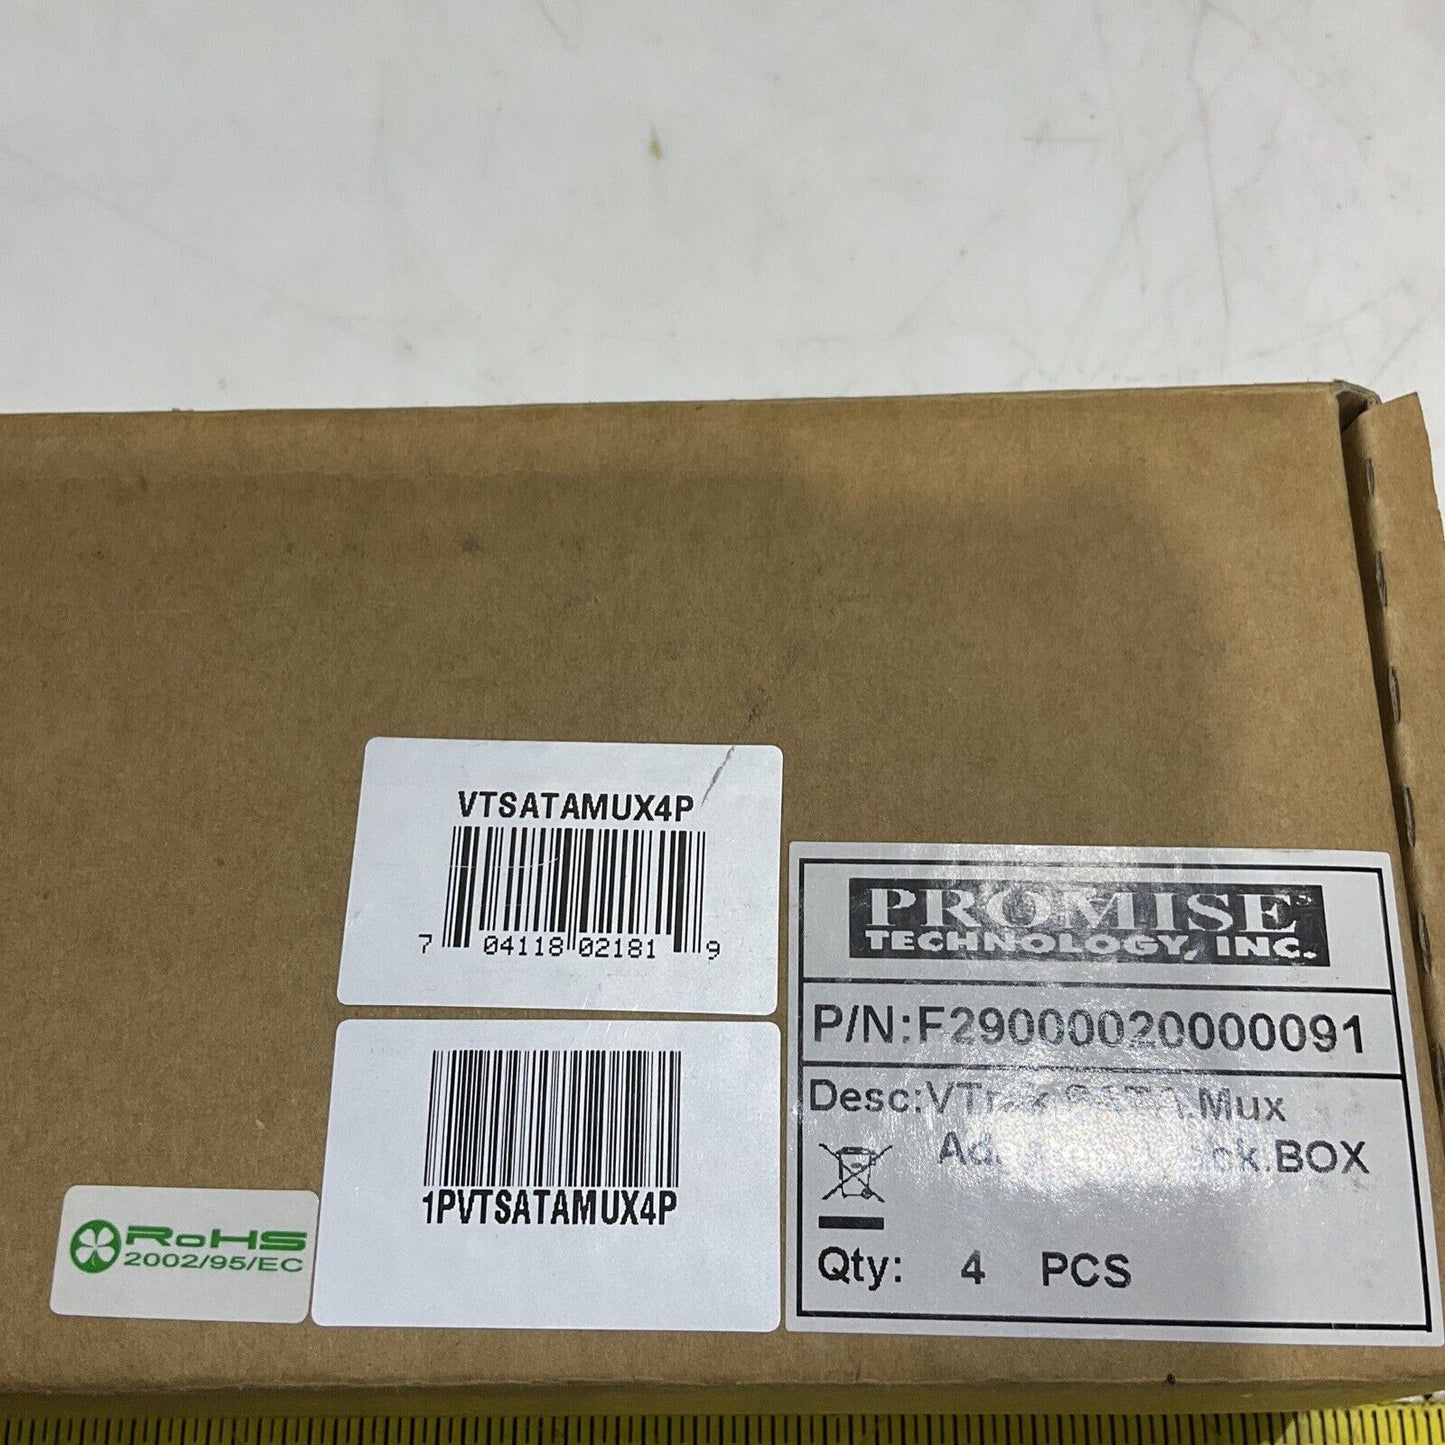 VTSATAMUX4P
7 04118 02181 9
1PVTSATAMUX4P
RoHS
2002/95/EC
PROMISE
TECHNOLOGY, INC.
P/N:F29000020000091
Desc:VTrak.SATA.Mux
BOX
Qty: 4 PCS